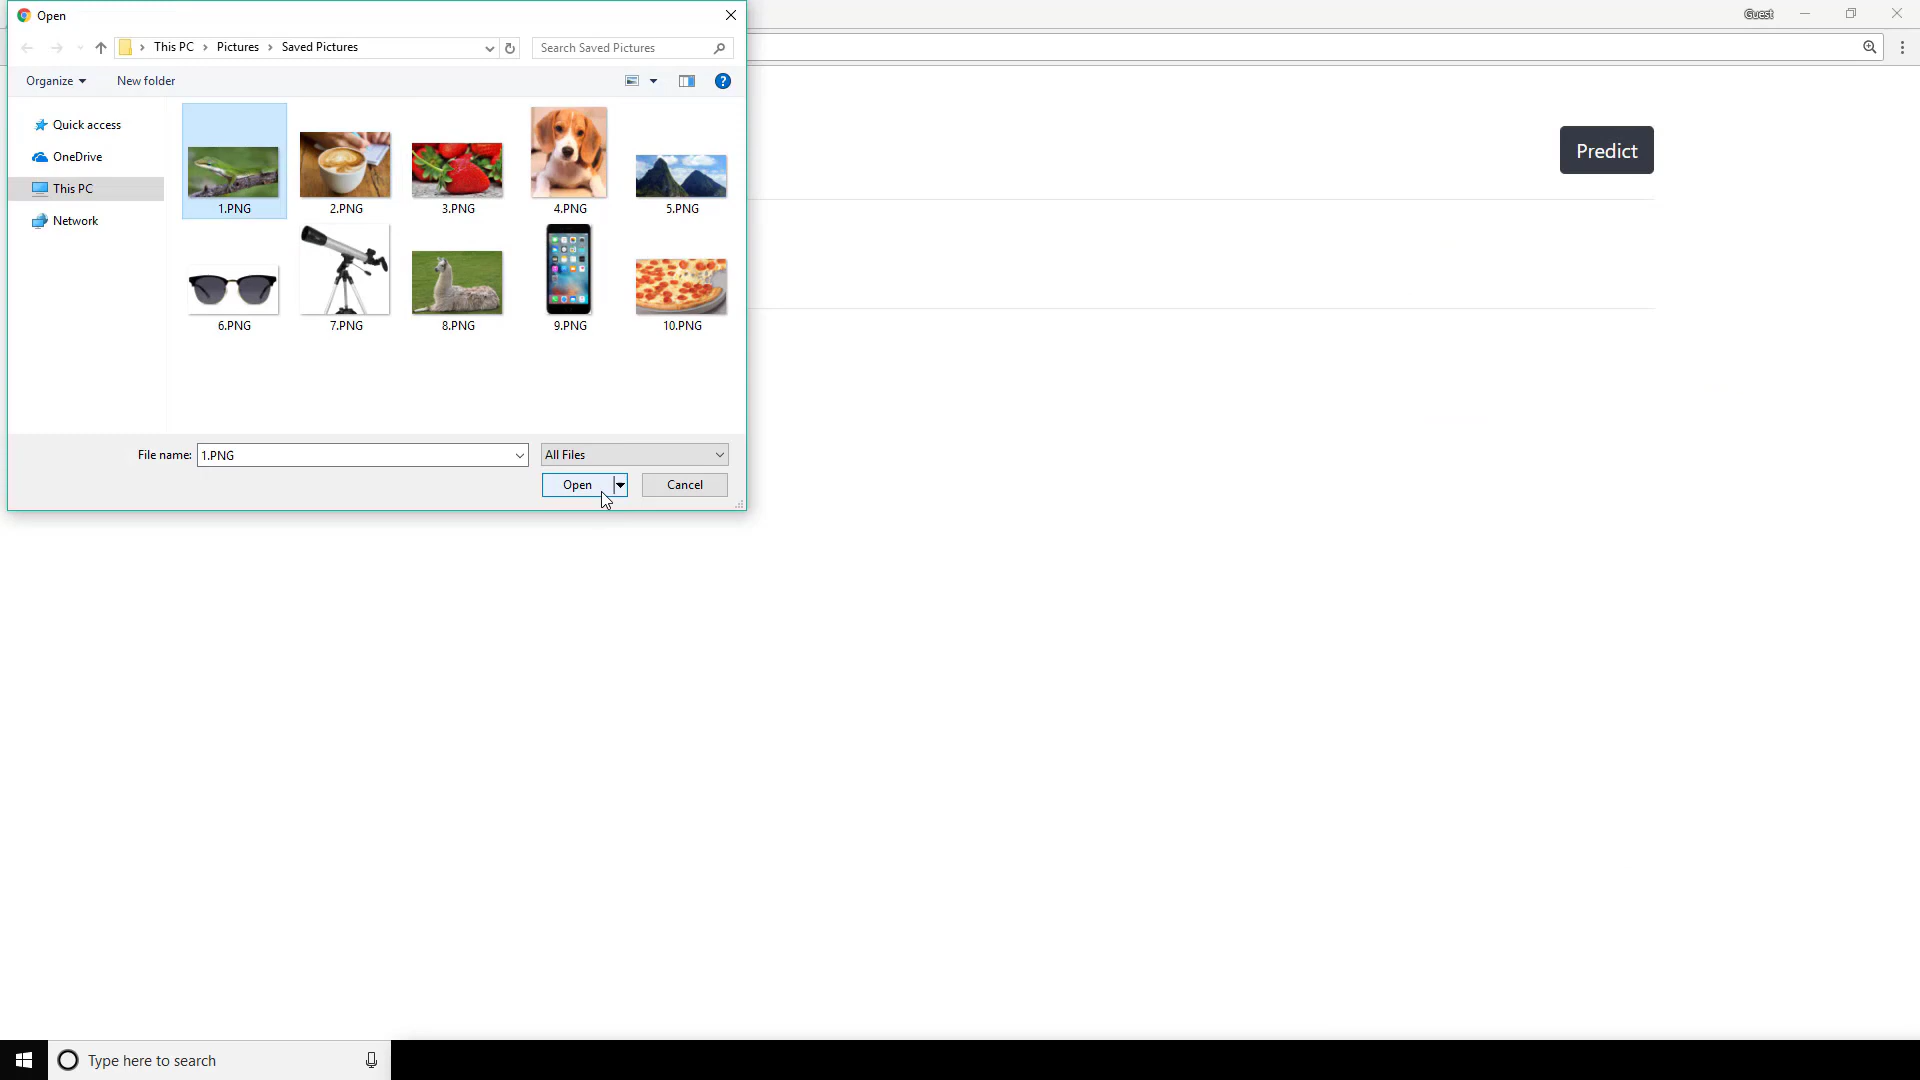 Open
Guest
This PC
Pictures
Saved Pictures
Search Saved Pictures
Organize
New folder
?
Quick access
OneDrive
This PC
Network
1.PNG
2.PNG
3.PNG
4.PNG
5.PNG
6.PNG
7.PNG
8.PNG
9.PNG
10.PNG
Predict
File name:
1.PNG
All Files
Open
Cancel
Type here to search